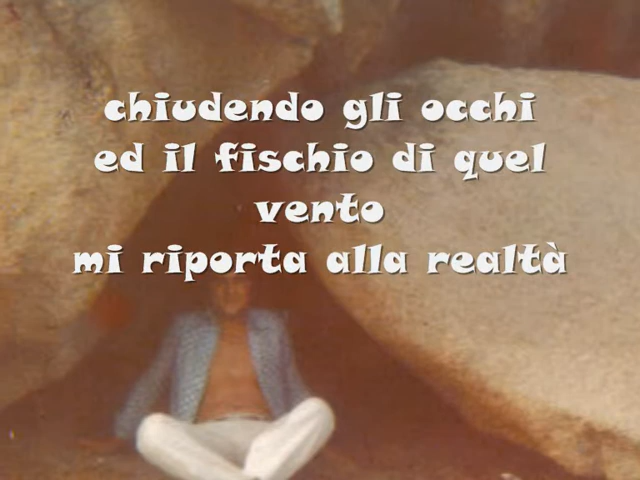 chiudendo gli occhi
ed il fischio di quel
vento
mi riporta alla realtà